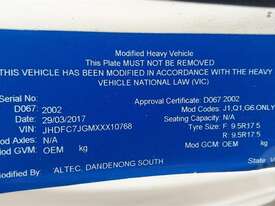 Modified Heavy Vehicle
This Plate MUST NOT BE REMOVED
THIS VEHICLE HAS BEEN MODIFIED IN ACCORDANCE WITH THE HEAVY
VEHICLE NATIONAL LAW (VIC)
Serial No: Approval Certificate: D067.2002
D067: 2002 Mod Codes: J1,Q1,G6 ONLY
Date: 29/03/2017 Seating Capacity: N/A
VIN: JHDFC7JGMXXX10768 Tyre Size: F 9.5R17 5
Mod Axles: N/A R 9.5R17.5
Mod GVM: OEM kg Mod GCM: OEM kg
By: ALTEC. DANDENONG SOUTH